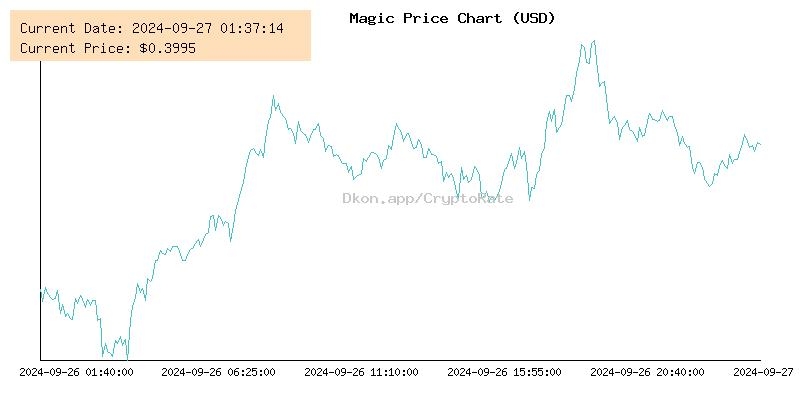 Magic Price Chart (USD)
Current Date: 2024-09-27 01:37:14
Current Price: $0.3995
Dkon.app/CryptoRate
2024-09-26 01:40:00 2024-09-26 06:25:00 2024-09-26 11:10:00 2024-09-26 15:55:00 2024-09-26 20:40:00 2024-09-27